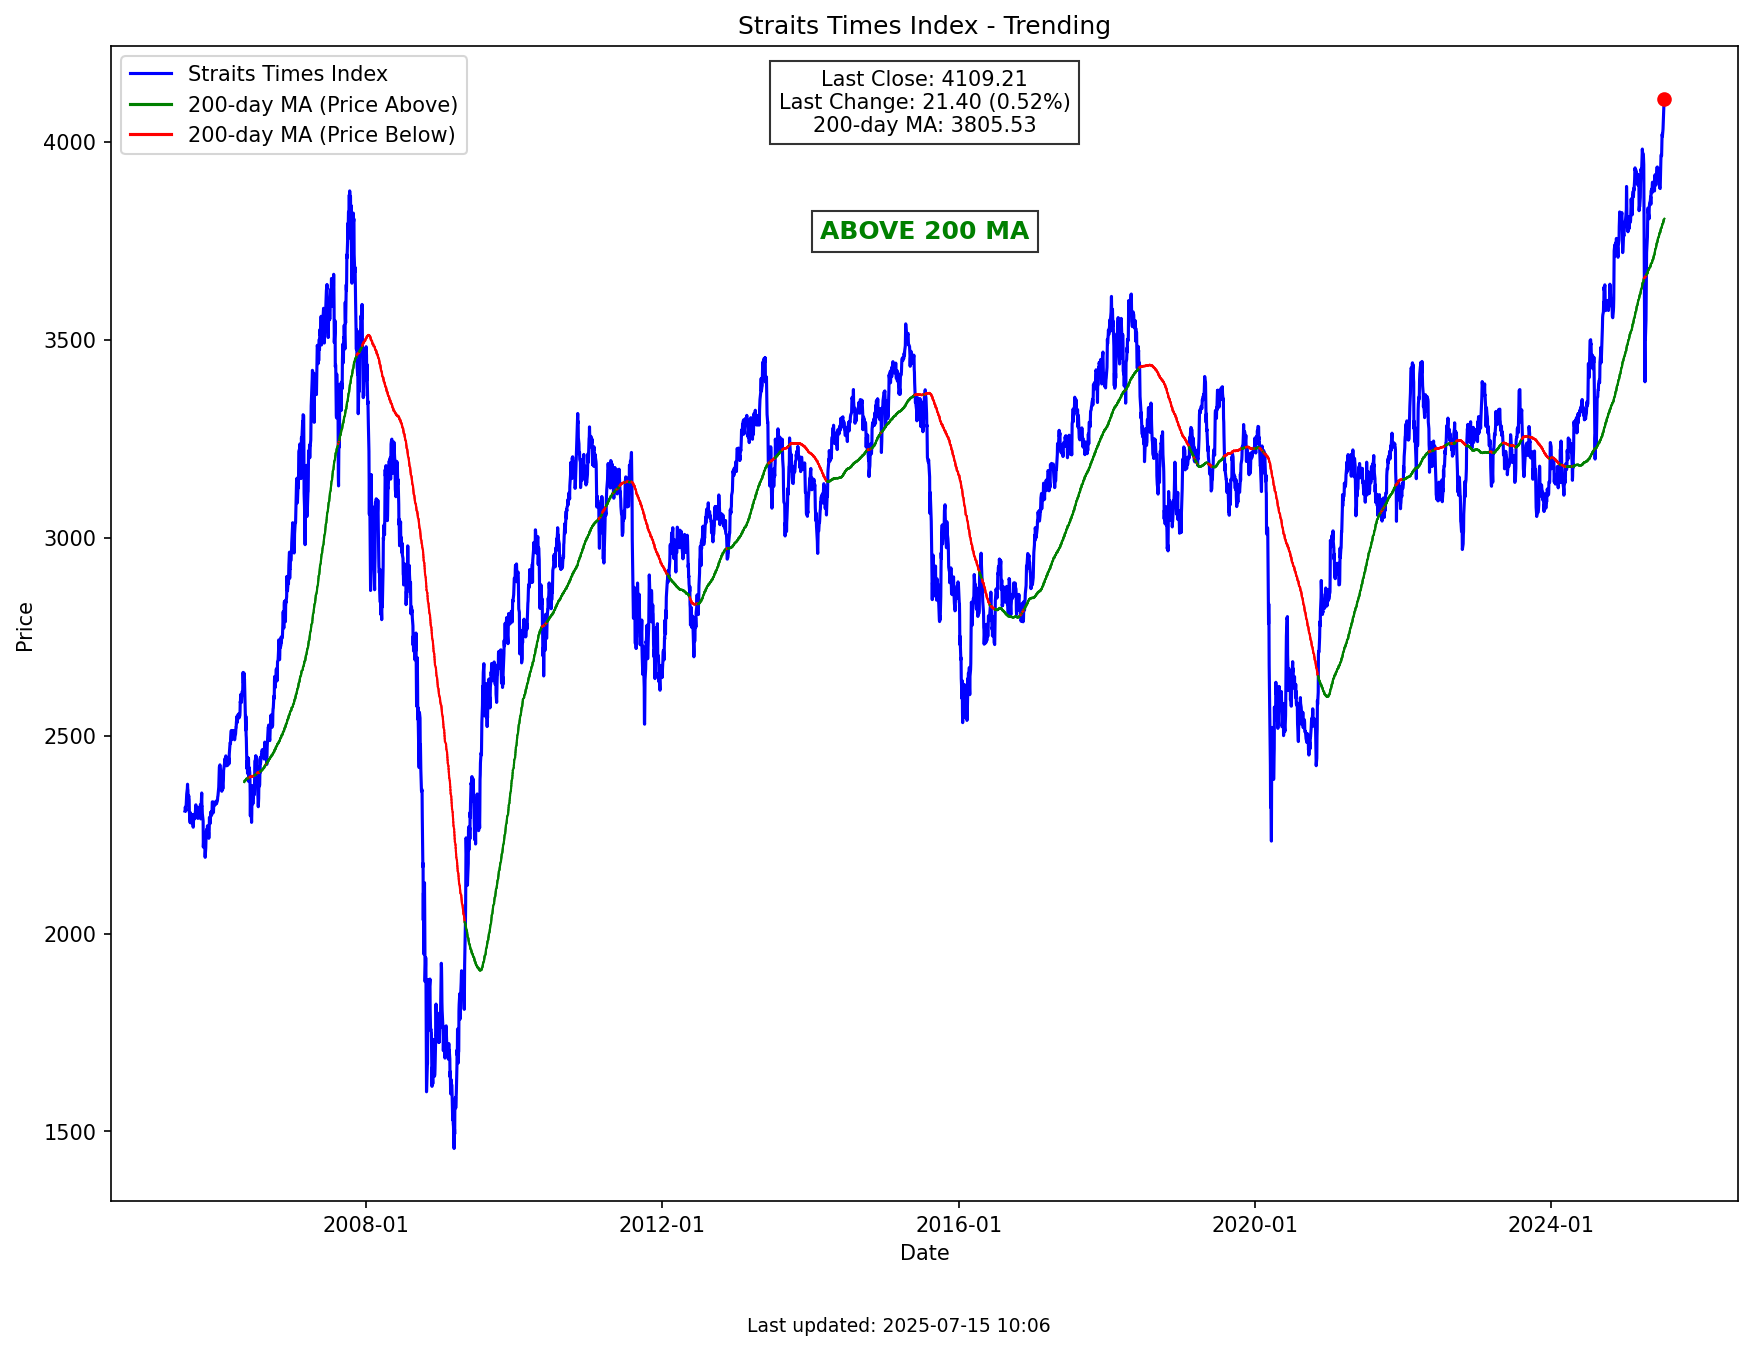 Straits Times Index - Trending
Straits Times Index
200-day MA (Price Above)
200-day MA (Price Below)
Last Close: 4109.21
Last Change: 21.40 (0.52%)
200-day MA: 3805.53
ABOVE 200 MA
Price
4000
3500
3000
2500
2000
1500
2008-01
2012-01
2016-01
2020-01
2024-01
Date
Last updated: 2025-07-15 10:06